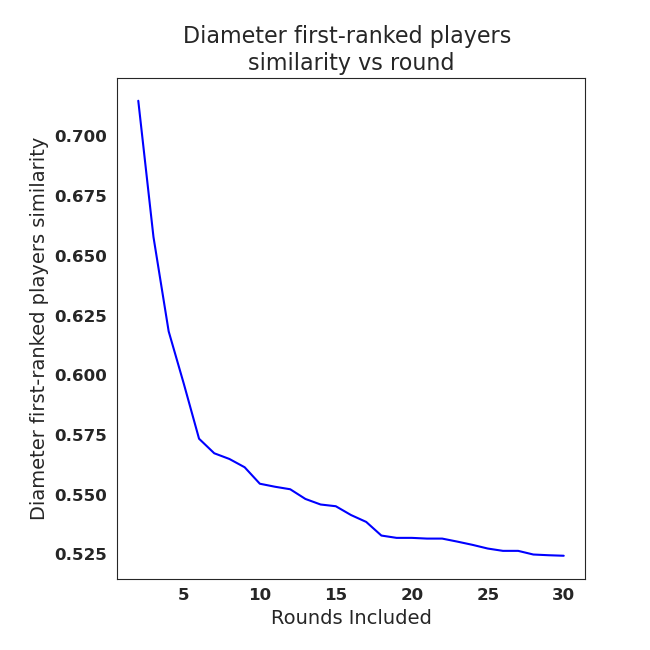 Diameter first-ranked players
similarity vs round
Diameter first-ranked players similarity
0.700
0.675
0.650
0.625
0.600
0.575
0.550
0.525
5 10 15 20 25 30
Rounds Included